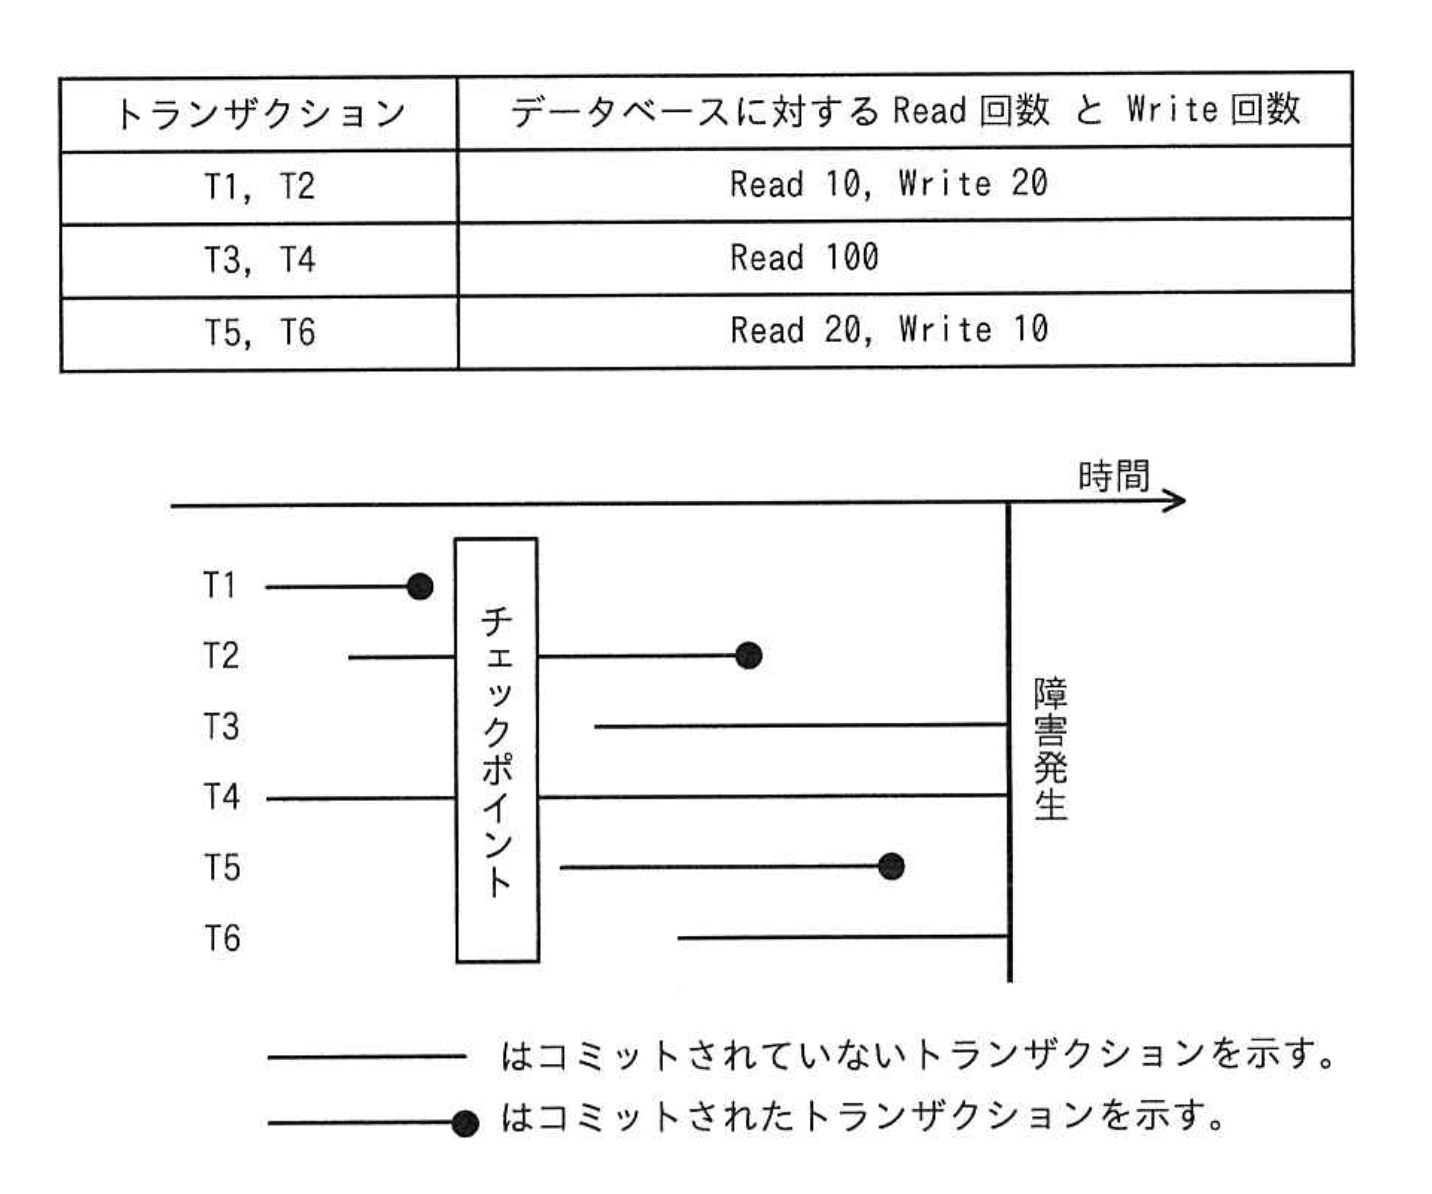 トランザクション データベースに対する Read 回数 と Write 回数
T1, T2 Read 10, Write 20
T3, T4 Read 100
T5, T6 Read 20, Write 10
時間
T1
T2
T3
T4
T5
T6
チェックポイント
障害発生
はコミットされていないトランザクションを示す。
はコミットされたトランザクションを示す。